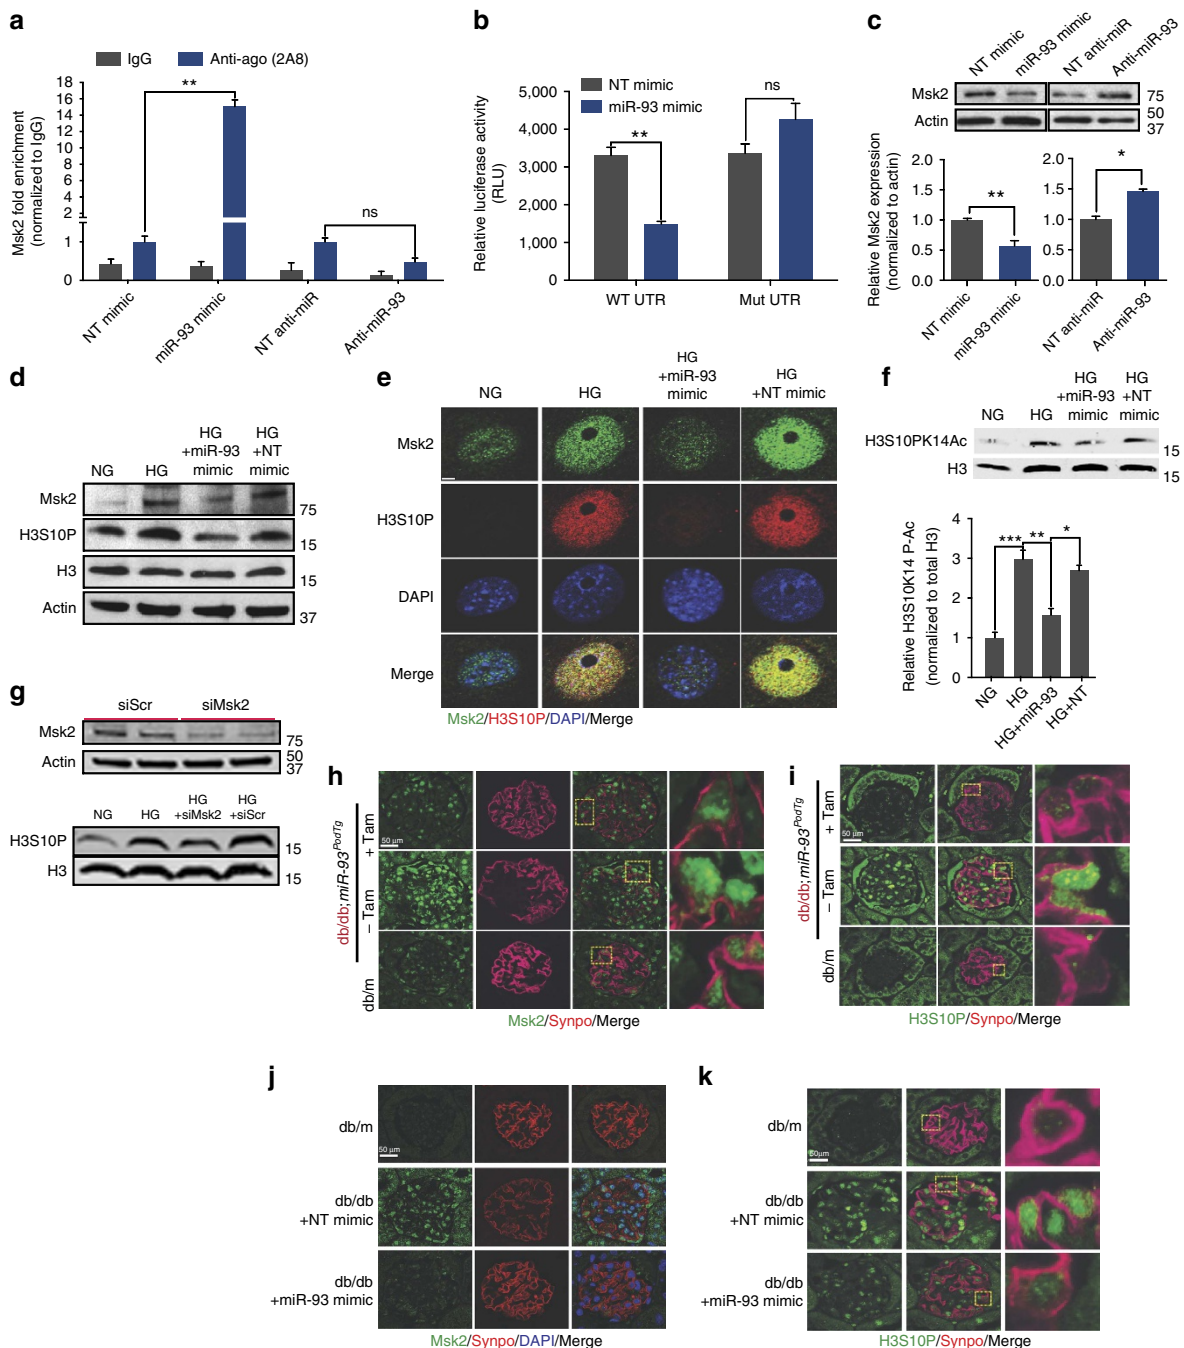 a
IgG
Anti-ago (2A8)
Msk2 fold enrichment
(normalized to IgG)
18
16
14
12
10
8
6
4
2
1
0
**
ns
NT mimic
miR-93 mimic
NT anti-miR
Anti-miR-93
b
NT mimic
miR-93 mimic
Relative luciferase activity
(RLU)
5,000
4,000
3,000
2,000
1,000
0
**
ns
WT UTR
Mut UTR
c
NT mimic
miR-93 mimic
NT anti-miR
Anti-miR-93
Msk2
75
50
Actin
37
Relative Msk2 expression
(normalized to actin)
2.0
1.5
1.0
0.5
0.0
**
NT mimic
miR-93 mimic
2.0
1.5
1.0
0.5
0.0
*
NT anti-miR
Anti-miR-93
d
NG
HG
HG
+miR-93
mimic
HG
+NT
mimic
Msk2
75
H3S10P
15
H3
15
Actin
37
e
NG
HG
HG
+miR-93
mimic
HG
+NT mimic
Msk2
H3S10P
DAPI
Merge
Msk2/H3S10P/DAPI/Merge
f
NG
HG
HG
+miR-93
mimic
HG
+NT
mimic
H3S10PK14Ac
15
H3
15
Relative H3S10K14 P-Ac
(normalized to total H3)
4
3
2
1
0
***
**
*
NG
HG
HG+miR-93
HG+NT
g
siScr
siMsk2
Msk2
75
50
Actin
37
NG
HG
HG
+siMsk2
HG
+siScr
H3S10P
15
H3
15
h
db/db;miR-93PodTg
+ Tam
– Tam
db/m
50 µm
Msk2/Synpo/Merge
i
db/db;miR-93PodTg
+ Tam
– Tam
db/m
50 µm
H3S10P/Synpo/Merge
j
db/m
50 µm
db/db
+NT mimic
db/db
+miR-93 mimic
Msk2/Synpo/DAPI/Merge
k
db/m
50µm
db/db
+NT mimic
db/db
+miR-93 mimic
H3S10P/Synpo/Merge